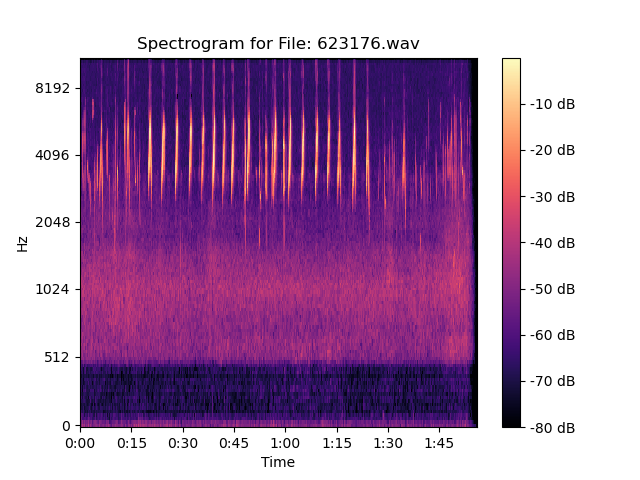 Spectrogram for File: 623176.wav
8192
4096
2048
1024
512
0
Hz
0:00 0:15 0:30 0:45 1:00 1:15 1:30 1:45
Time
-10 dB
-20 dB
-30 dB
-40 dB
-50 dB
-60 dB
-70 dB
-80 dB